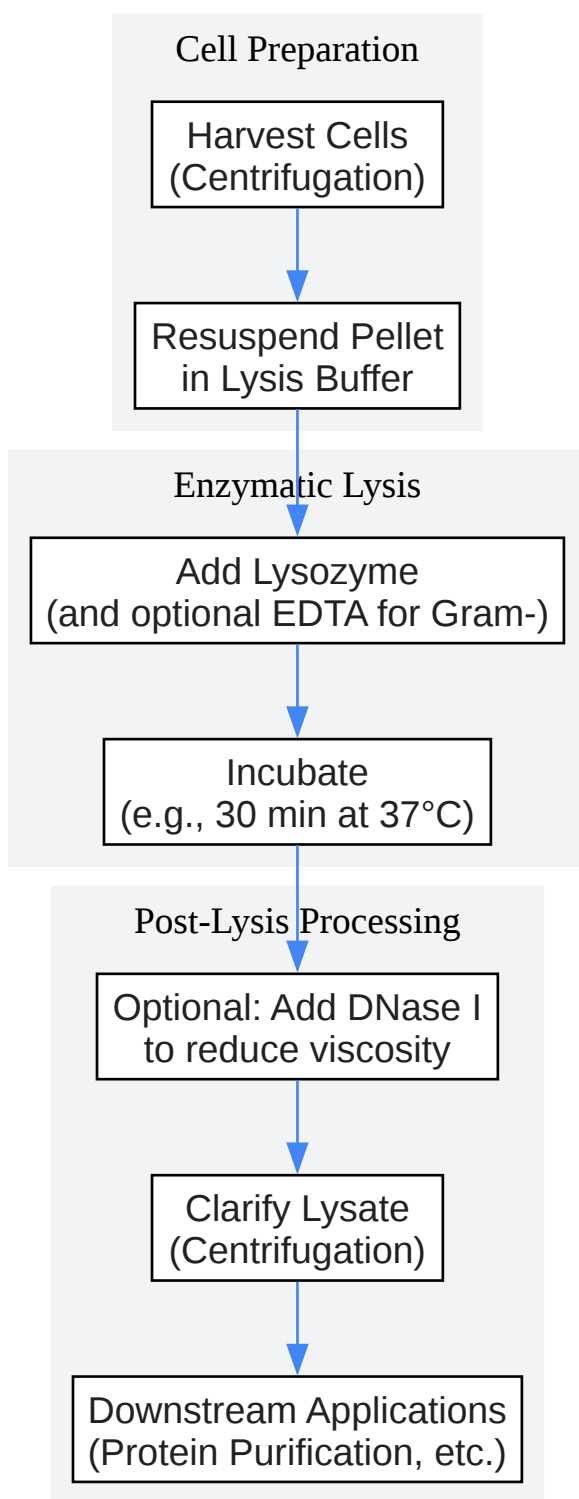 Cell Preparation
Harvest Cells
(Centrifugation)
Resuspend Pellet
in Lysis Buffer
Enzymatic Lysis
Add Lysozyme
(and optional EDTA for Gram-)
Incubate
(e.g., 30 min at 37°C)
Post-Lysis Processing
Optional: Add DNase I
to reduce viscosity
Clarify Lysate
(Centrifugation)
Downstream Applications
(Protein Purification, etc.)